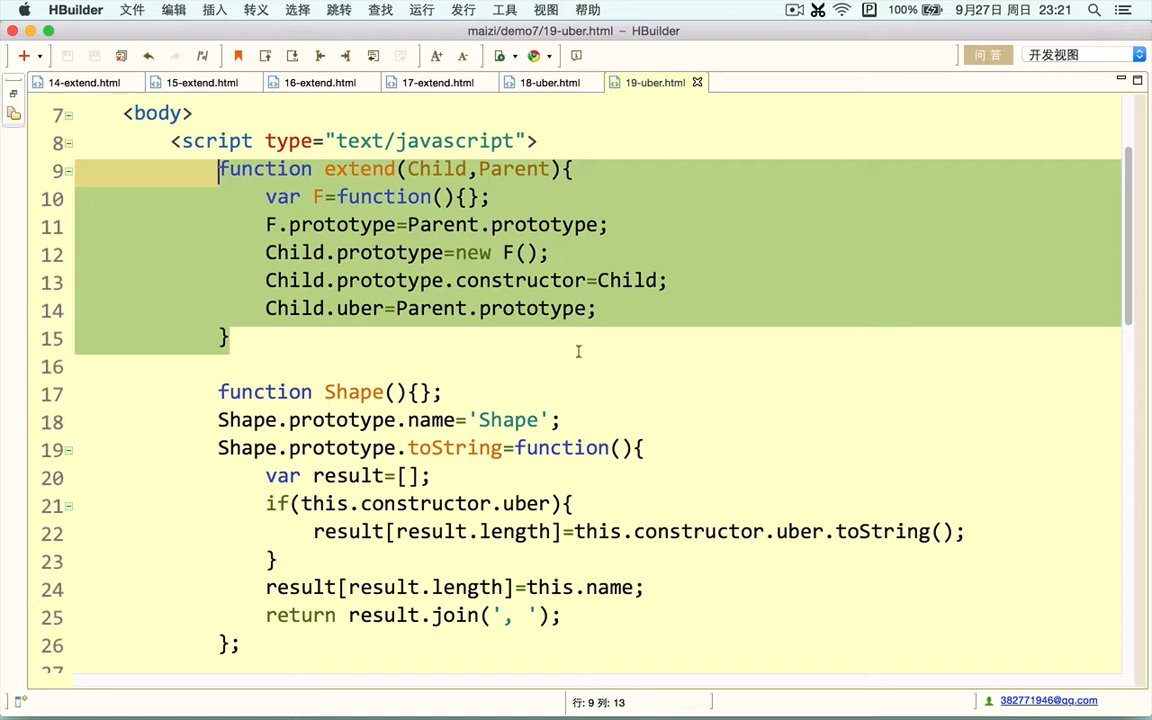 HBuilder 文件 编辑 插入 转义 选择 跳转 查找 运行 发行 工具 视图 帮助 100% 9月27日 周日 23:21
maizi/demo7/19-uber.html – HBuilder
问答 开发视图
14-extend.html 15-extend.html 16-extend.html 17-extend.html 18-uber.html 19-uber.html
7 <body>
8 <script type="text/javascript">
9 function extend(Child,Parent){
10 var F=function(){};
11 F.prototype=Parent.prototype;
12 Child.prototype=new F();
13 Child.prototype.constructor=Child;
14 Child.uber=Parent.prototype;
15 }
16
17 function Shape(){};
18 Shape.prototype.name='Shape';
19 Shape.prototype.toString=function(){
20 var result=[];
21 if(this.constructor.uber){
22 result[result.length]=this.constructor.uber.toString();
23 }
24 result[result.length]=this.name;
25 return result.join(', ');
26 };
27
行: 9 列: 13 382771946@qq.com